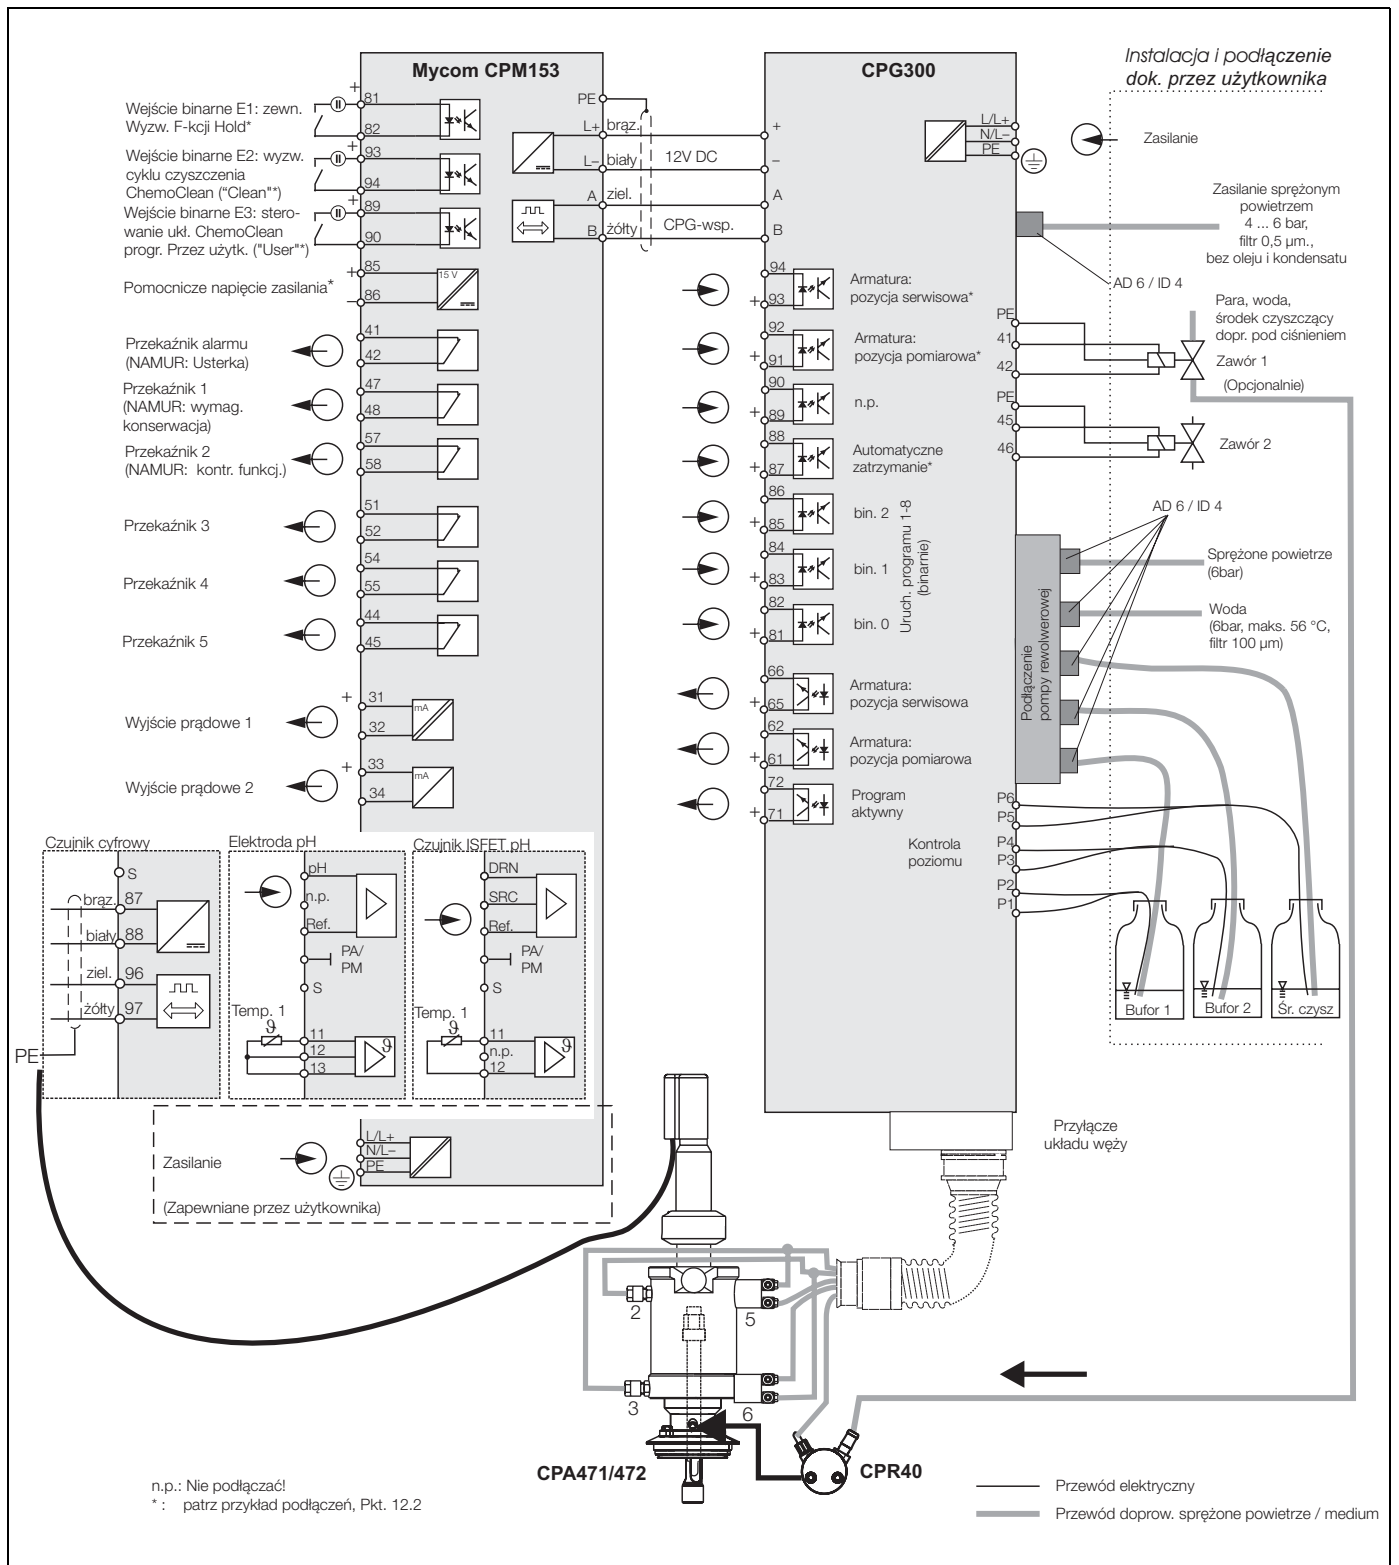 Mycom CPM153
CPG300
Instalacja i podłączenie
dok. przez użytkownika
Wejście binarne E1: zewn.
Wyzw. F-kcji Hold*
Wejście binarne E2: wyzw.
cyklu czyszczenia
ChemoClean (“Clean"*)
Wejście binarne E3: stero-
wanie ukł. ChemoClean
progr. Przez użytk. ("User"*)
Pomocnicze napięcie zasilania*
Przekaźnik alarmu
(NAMUR: Usterka)
Przekaźnik 1
(NAMUR: wymag.
konserwacja)
Przekaźnik 2
(NAMUR: kontr. funkcj.)
Przekaźnik 3
Przekaźnik 4
Przekaźnik 5
Wyjście prądowe 1
Wyjście prądowe 2
+ 81
82
+ 93
94
+ 89
90
+ 85
− 86
15 V
41
42
47
48
57
58
51
52
54
55
44
45
+ 31
32
mA
+ 33
34
mA
PE
L+ brąz.
L− biały
A ziel.
B żółty
12V DC
CPG-wsp.
+
−
A
B
L/L+
N/L−
PE
Zasilanie
Zasilanie sprężonym
powietrzem
4 ... 6 bar,
filtr 0,5 µm.,
bez oleju i kondensatu
AD 6 / ID 4
Para, woda,
środek czyszczący
dopr. pod ciśnieniem
Zawór 1
(Opcjonalnie)
Zawór 2
PE
41
42
PE
45
46
94
+ 93
Armatura:
pozycja serwisowa*
92
+ 91
Armatura:
pozycja pomiarowa*
90
+ 89
n.p.
88
+ 87
Automatyczne
zatrzymanie*
86
+ 85
bin. 2
84
+ 83
bin. 1
82
+ 81
bin. 0
Uruch. programu 1-8
(binarnie)
66
+ 65
Armatura:
pozycja serwisowa
62
+ 61
Armatura:
pozycja pomiarowa
72
+ 71
Program
aktywny
AD 6 / ID 4
Podłączenie
pompy rewolwerowej
Sprężone powietrze
(6bar)
Woda
(6bar, maks. 56 °C,
filtr 100 µm)
Kontrola
poziomu
P6
P5
P4
P3
P2
P1
Bufor 1
Bufor 2
Śr. czysz
Czujnik cyfrowy
S
brąz. 87
biały 88
ziel. 96
żółty 97
PE
Elektroda pH
pH
n.p.
Ref.
PA/
PM
S
Temp. 1
ϑ
11
12
13
ϑ
Czujnik ISFET pH
DRN
SRC
Ref.
PA/
PM
S
Temp. 1
ϑ
11
n.p.
12
ϑ
Zasilanie
L/L+
N/L−
PE
(Zapewniane przez użytkownika)
Przyłącze
układu węży
2
5
3
6
CPA471/472
CPR40
n.p.: Nie podłączać!
* : patrz przykład podłączeń, Pkt. 12.2
Przewód elektryczny
Przewód doprow. sprężone powietrze / medium